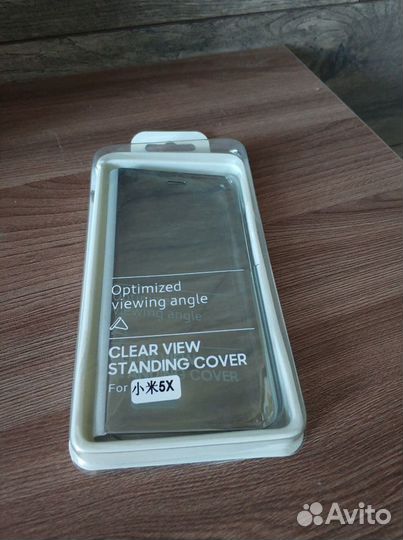 Optimized
viewing angle
CLEAR VIEW
STANDING COVER
For 小米5X
Avito